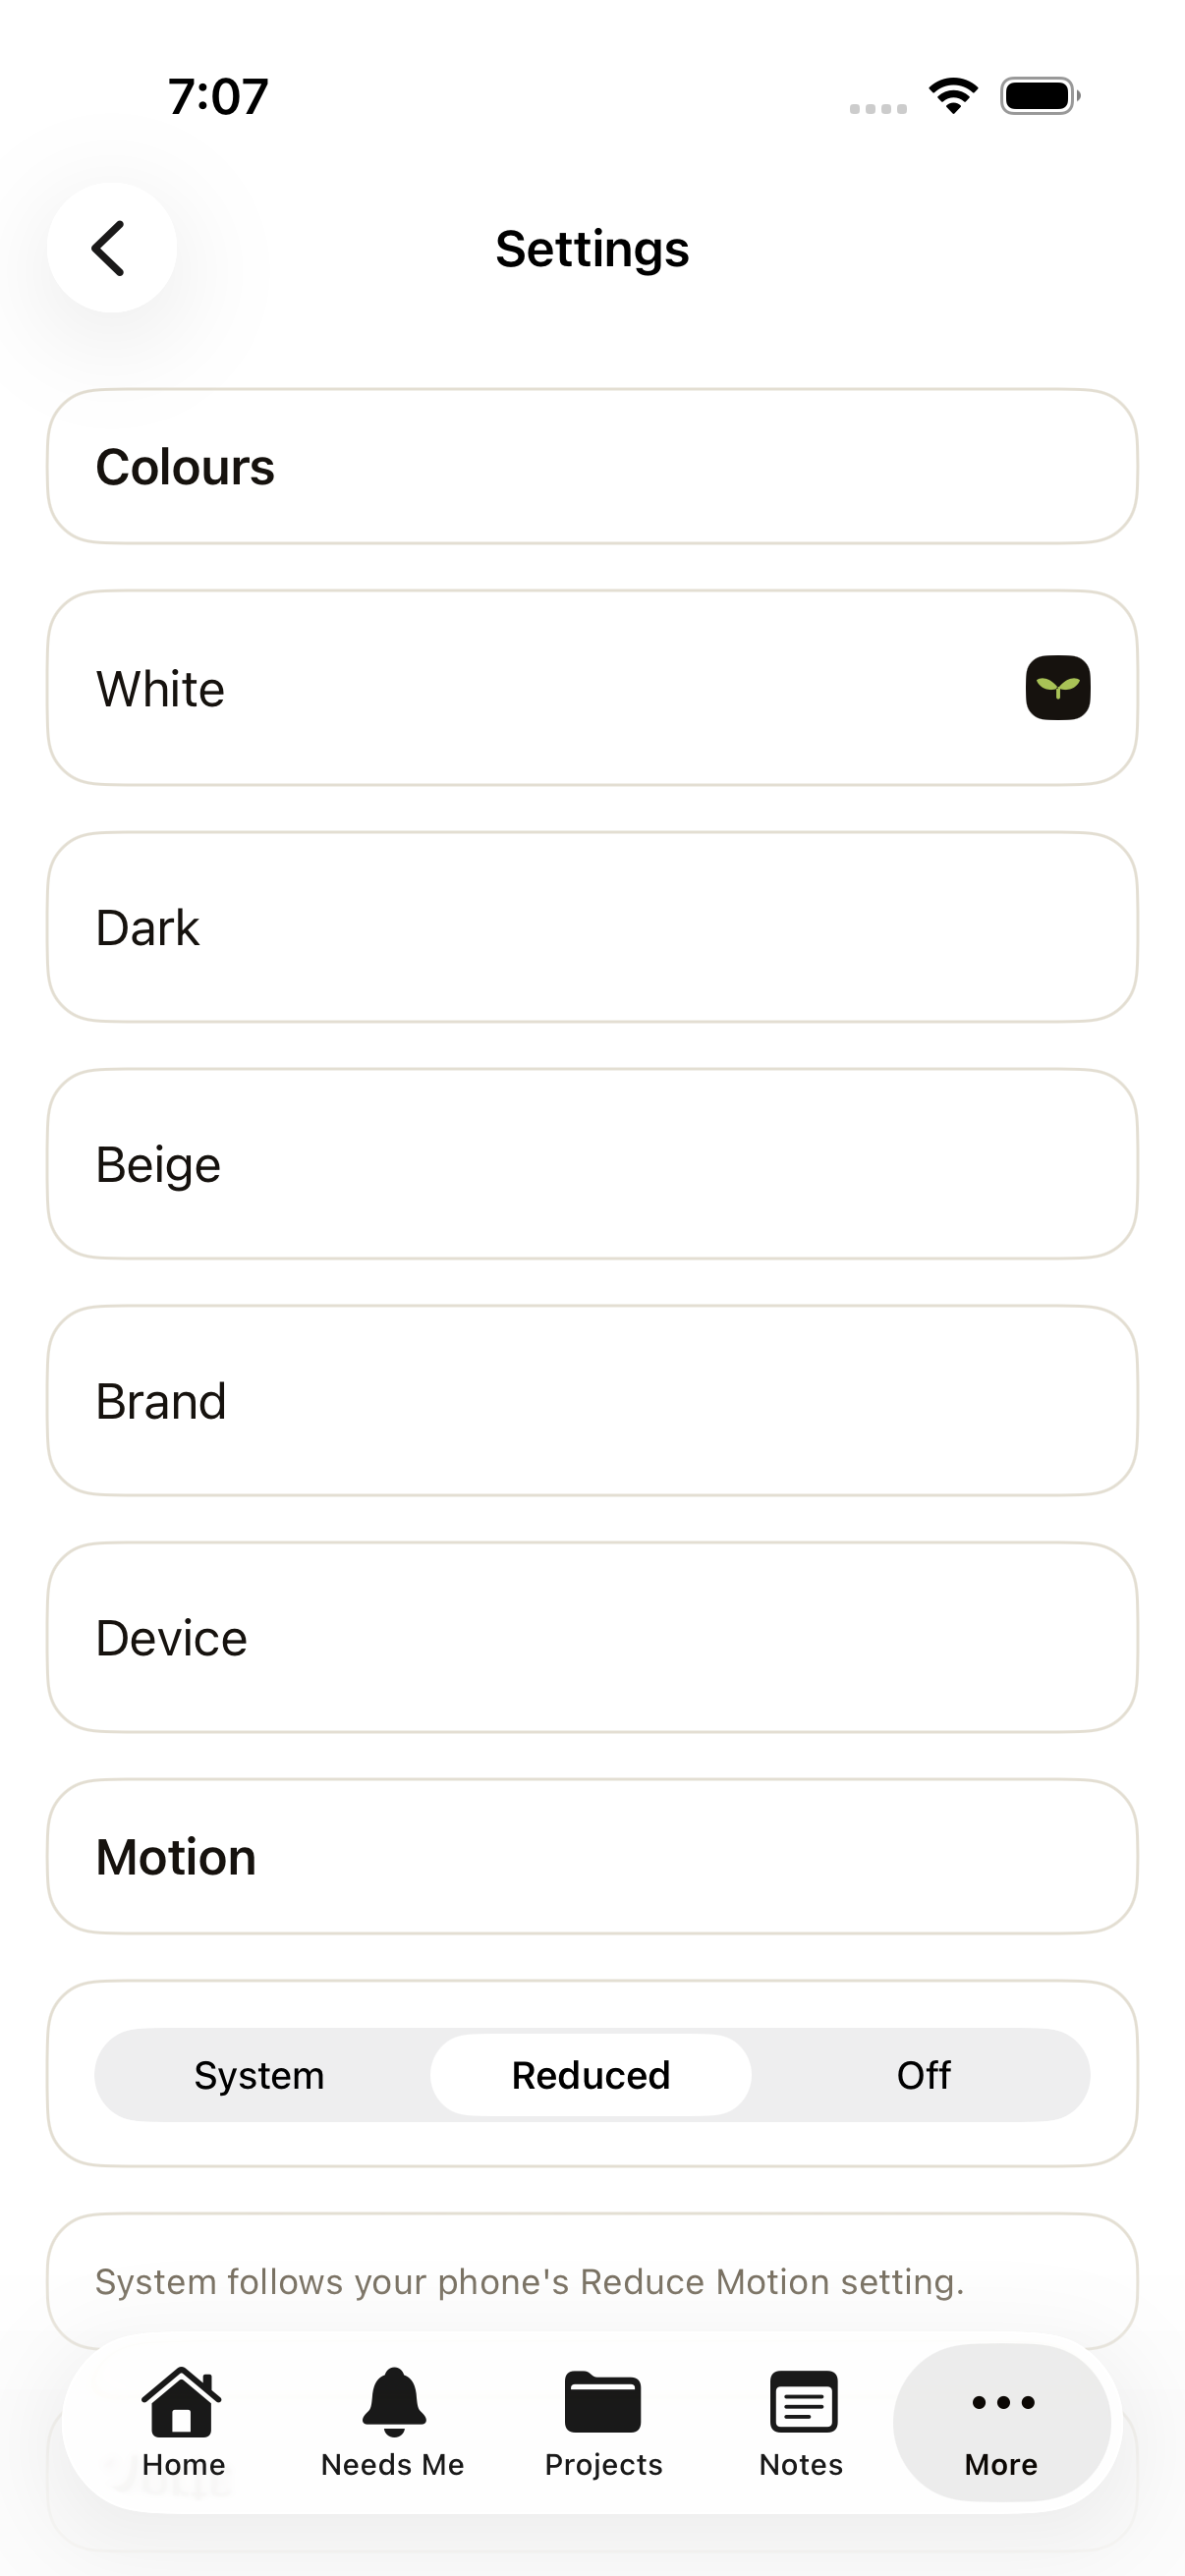 7:07
Settings
Colours
White
Dark
Beige
Brand
Device
Motion
System Reduced Off
System follows your phone's Reduce Motion setting.
Home Needs Me Projects Notes More